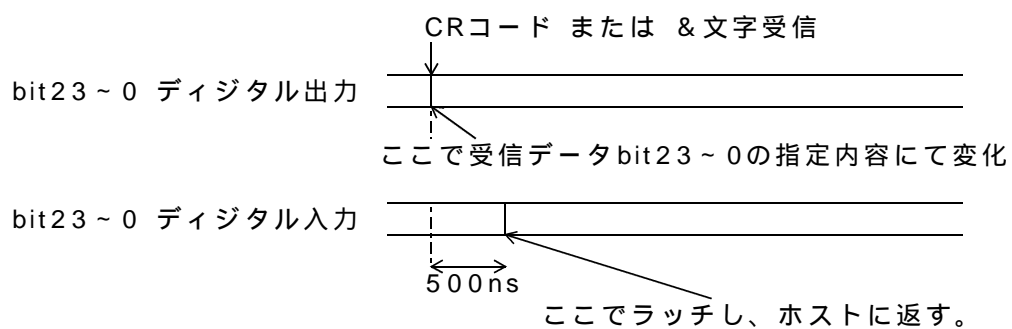 CRコード または ＆文字受信
bit23～0 ディジタル出力
ここで受信データbit23～0の指定内容にて変化
bit23～0 ディジタル入力
500ns
ここでラッチし、ホストに返す。